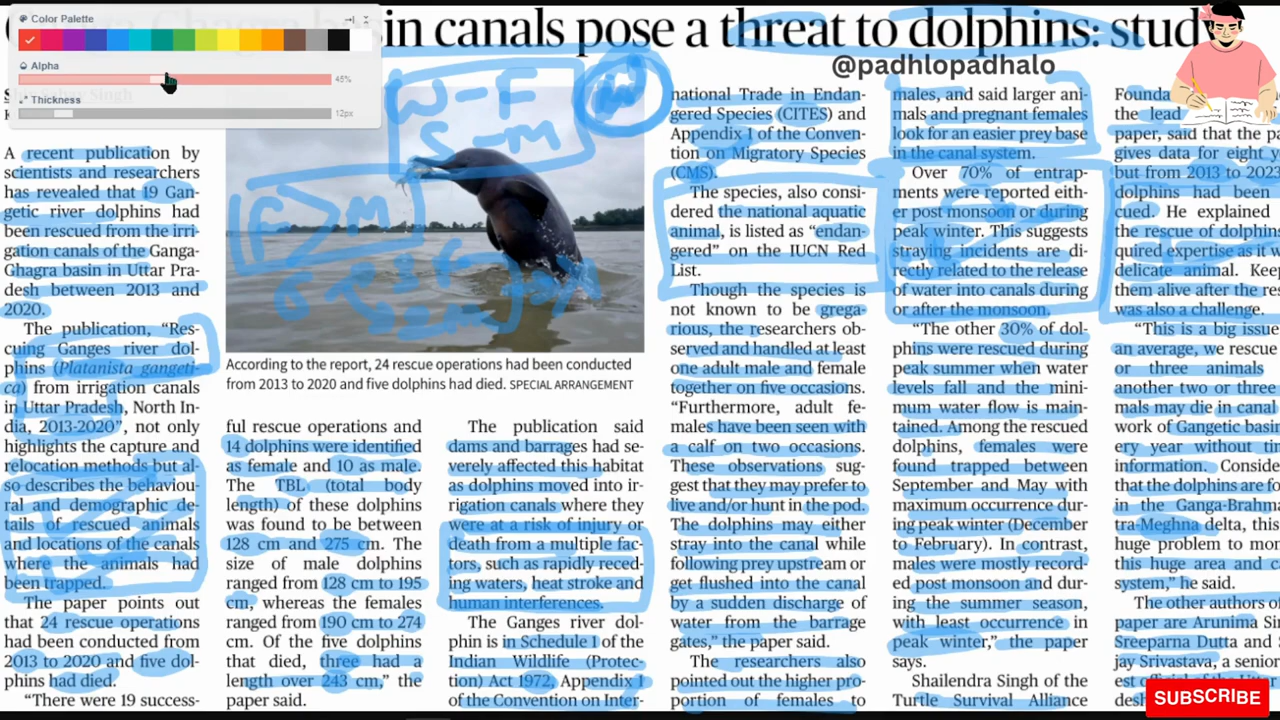 in canals pose a threat to dolphins: study
@padhlopadhalo
Color Palette
Alpha
45%
Thickness
12px
W-F
S-M
F>M
A recent publication by
scientists and researchers
has revealed that 19 Gan-
getic river dolphins had
been rescued from the irri-
gation canals of the Ganga-
Ghagra basin in Uttar Pra-
desh between 2013 and
2020.
The publication, “Res-
cuing Ganges river dol-
phins (Platanista gangeti-
ca) from irrigation canals
in Uttar Pradesh, North In-
dia, 2013-2020”, not only
highlights the capture and
relocation methods but al-
so describes the behaviou-
ral and demographic de-
tails of rescued animals
and locations of the canals
where the animals had
been trapped.
The paper points out
that 24 rescue operations
had been conducted from
2013 to 2020 and five dol-
phins had died.
“There were 19 success-
According to the report, 24 rescue operations had been conducted
from 2013 to 2020 and five dolphins had died. SPECIAL ARRANGEMENT
ful rescue operations and
14 dolphins were identified
as female and 10 as male.
The TBL (total body
length) of these dolphins
was found to be between
128 cm and 275 cm. The
size of male dolphins
ranged from 128 cm to 195
cm, whereas the females
ranged from 190 cm to 274
cm. Of the five dolphins
that died, three had a
length over 243 cm,” the
paper said.
The publication said
dams and barrages had se-
verely affected this habitat
as dolphins moved into ir-
rigation canals where they
were at a risk of injury or
death from a multiple fac-
tors, such as rapidly reced-
ing waters, heat stroke and
human interferences.
The Ganges river dol-
phin is in Schedule 1 of the
Indian Wildlife (Protec-
tion) Act 1972, Appendix 1
of the Convention on Inter-
national Trade in Endan-
gered Species (CITES) and
Appendix 1 of the Conven-
tion on Migratory Species
(CMS).
The species, also consi-
dered the national aquatic
animal, is listed as “endan-
gered” on the IUCN Red
List.
Though the species is
not known to be grega-
rious, the researchers ob-
served and handled at least
one adult male and female
together on five occasions.
“Furthermore, adult fe-
males have been seen with
a calf on two occasions.
These observations sug-
gest that they may prefer to
live and/or hunt in the pod.
The dolphins may either
stray into the canal while
following prey upstream or
get flushed into the canal
by a sudden discharge of
water from the barrage
gates,” the paper said.
The researchers also
pointed out the higher pro-
portion of females to
males, and said larger ani-
mals and pregnant females
look for an easier prey base
in the canal system.
Over 70% of entrap-
ments were reported eith-
er post monsoon or during
peak winter. This suggests
straying incidents are di-
rectly related to the release
of water into canals during
or after the monsoon.
“The other 30% of dol-
phins were rescued during
peak summer when water
levels fall and the mini-
mum water flow is main-
tained. Among the rescued
dolphins, females were
found trapped between
September and May with
maximum occurrence dur-
ing peak winter (December
to February). In contrast,
males were mostly record-
ed post monsoon and dur-
ing the summer season,
with least occurrence in
peak winter,” the paper
says.
Shailendra Singh of the
Turtle Survival Alliance
Founda
the lead
paper, said that the pa
gives data for eight y
but from 2013 to 2023
dolphins had been
cued. He explained
the rescue of dolphins
quired expertise as it w
delicate animal. Keep
them alive after the res
was also a challenge.
“This is a big issue
an average, we rescue
or three animals
another two or three
mals may die in canal
work of Gangetic basin
ery year without tim
information. Conside
that the dolphins are fo
in the Ganga-Brahma
tra-Meghna delta, this
huge problem to mon
this huge area and c
system,” he said.
The other authors of
paper are Arunima Sin
Sreeparna Dutta and
jay Srivastava, a senior
SUBSCRIBE